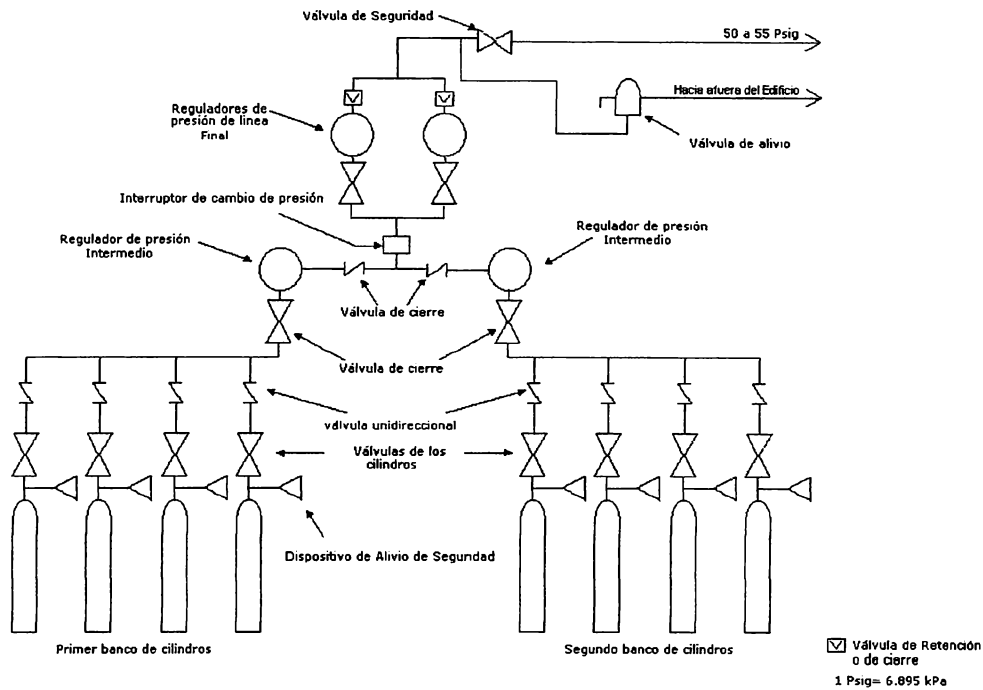 Válvula de Seguridad
50 a 55 Psig
Hacia afuera del Edificio
Reguladores de
presión de linea
Final
Válvula de alivio
Interruptor de cambio de presión
Regulador de presión
Intermedio
Regulador de presión
Intermedio
Válvula de cierre
Válvula de cierre
válvula unidireccional
Válvulas de los
cilindros
Dispositivo de Alivio de Seguridad
Primer banco de cilindros
Segundo banco de cilindros
Válvula de Retención
o de cierre
1 Psig= 6.895 kPa